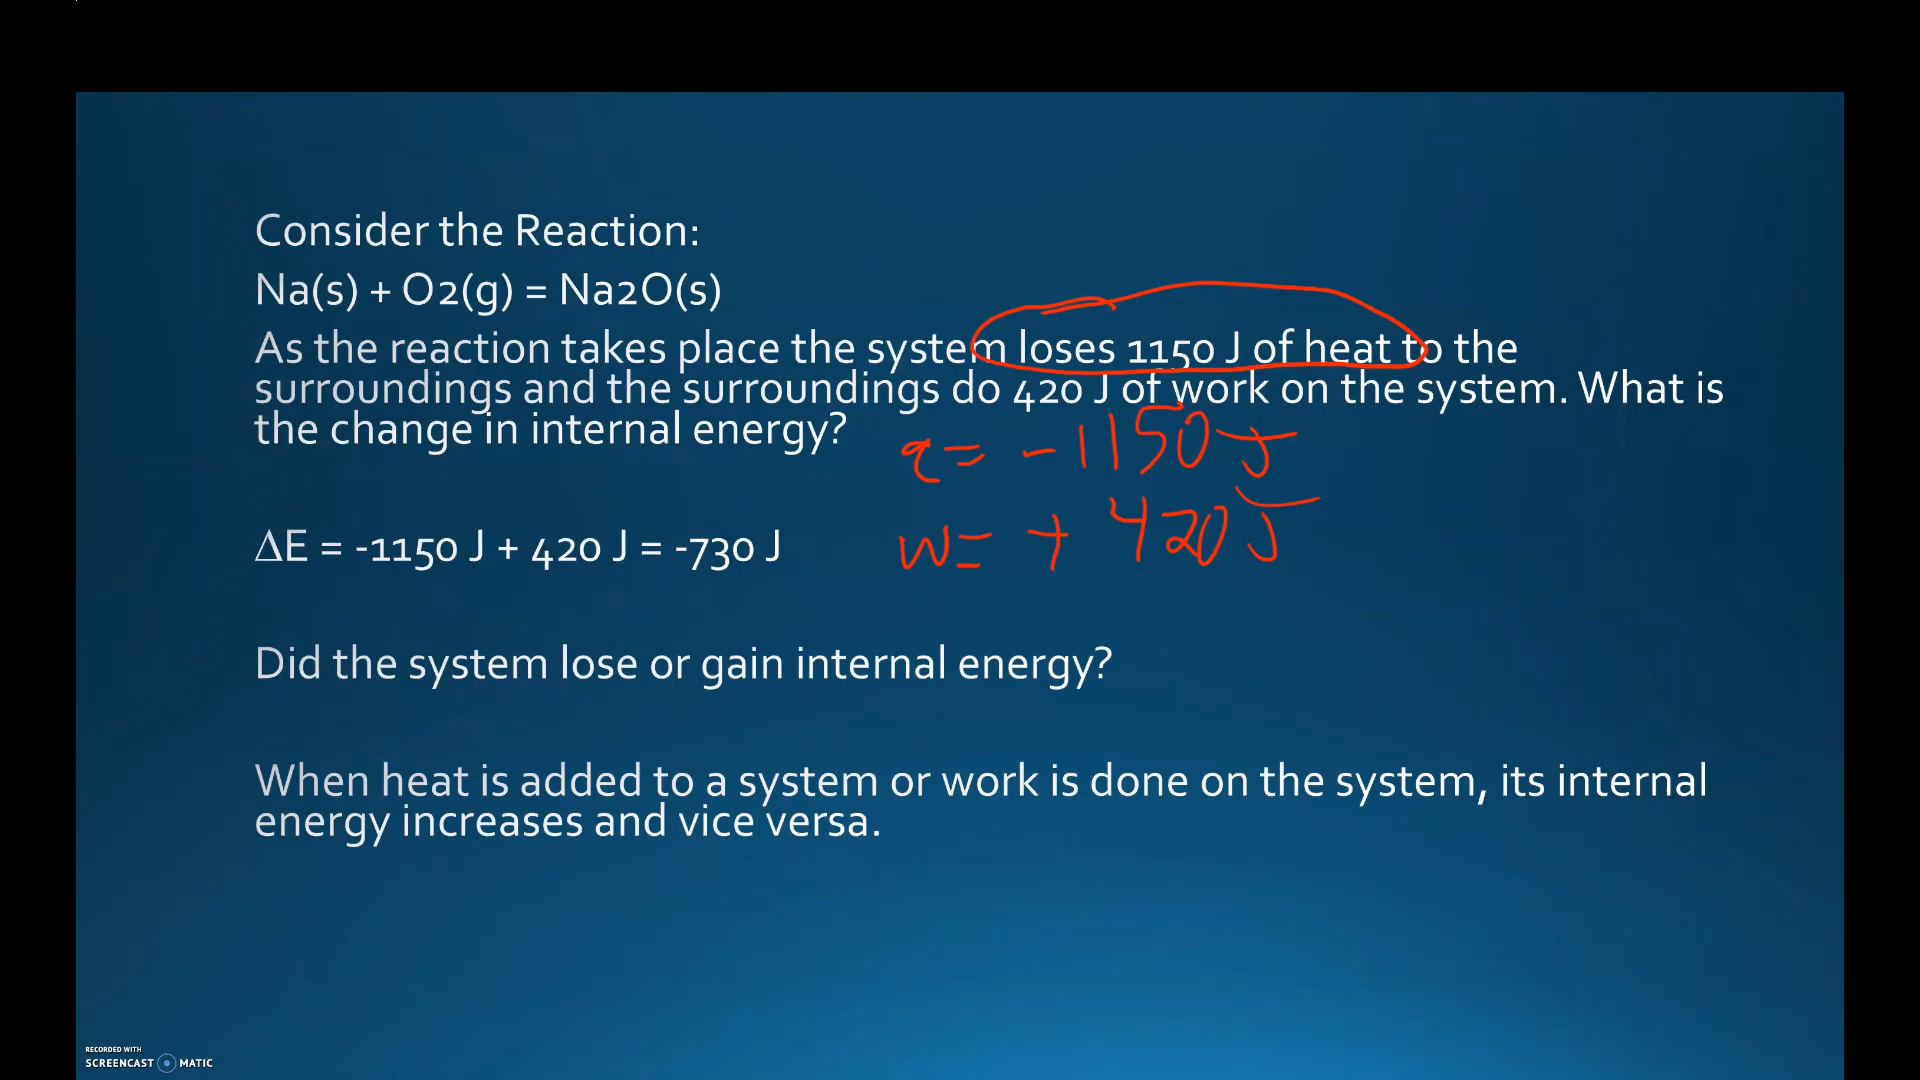 Consider the Reaction:
Na(s) + O2(g) = Na2O(s)
As the reaction takes place the system loses 1150 J of heat to the
surroundings and the surroundings do 420 J of work on the system. What is
the change in internal energy?
q = - 1150 J
w = + 420 J
ΔE = -1150 J + 420 J = -730 J
Did the system lose or gain internal energy?
When heat is added to a system or work is done on the system, its internal
energy increases and vice versa.
RECORDED WITH
SCREENCAST MATIC